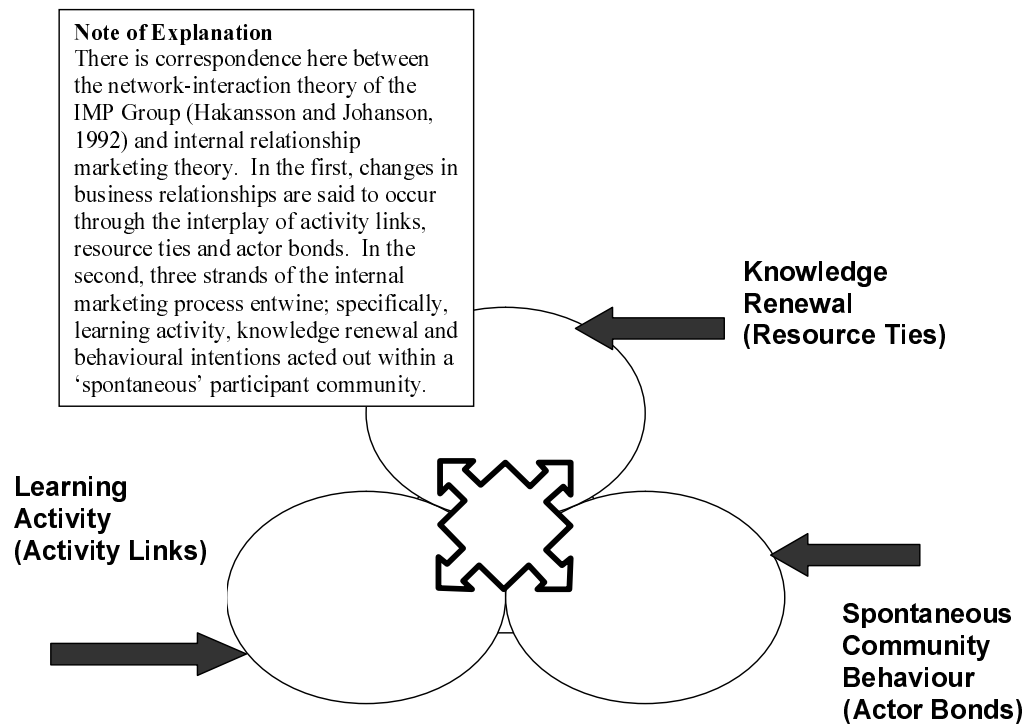 Note of Explanation
There is correspondence here between
the network-interaction theory of the
IMP Group (Hakansson and Johanson,
1992) and internal relationship
marketing theory.  In the first, changes in
business relationships are said to occur
through the interplay of activity links,
resource ties and actor bonds.  In the
second, three strands of the internal
marketing process entwine; specifically,
learning activity, knowledge renewal and
behavioural intentions acted out within a
‘spontaneous’ participant community.
Knowledge
Renewal
(Resource Ties)
Learning
Activity
(Activity Links)
Spontaneous
Community
Behaviour
(Actor Bonds)